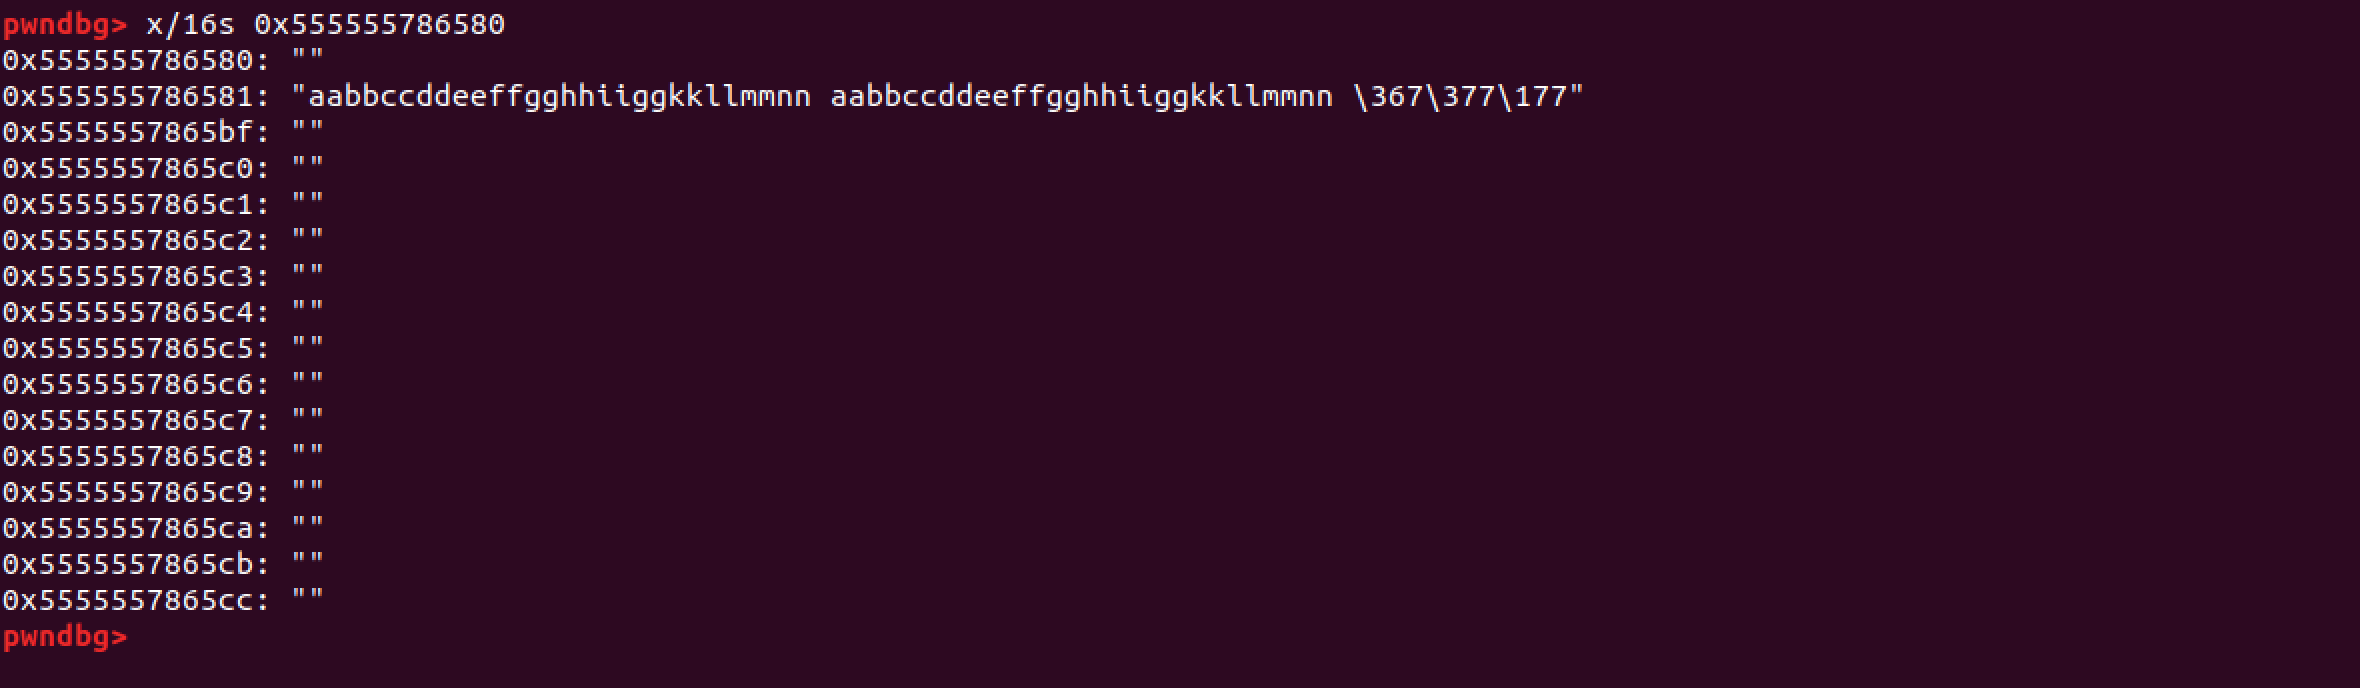 pwndbg> x/16s 0x555555786580
0x555555786580: ""
0x555555786581: "aabbccddeeffgghhiiggkkllmmnn aabbccddeeffgghhiiggkkllmmnn \367\377\177"
0x5555557865bf: ""
0x5555557865c0: ""
0x5555557865c1: ""
0x5555557865c2: ""
0x5555557865c3: ""
0x5555557865c4: ""
0x5555557865c5: ""
0x5555557865c6: ""
0x5555557865c7: ""
0x5555557865c8: ""
0x5555557865c9: ""
0x5555557865ca: ""
0x5555557865cb: ""
0x5555557865cc: ""
pwndbg>